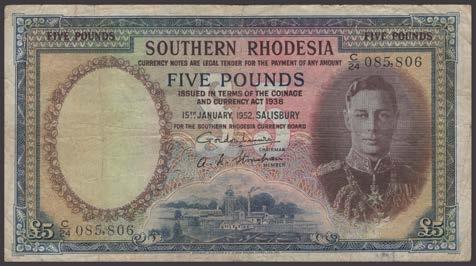 FIVE POUNDS
FIVE POUNDS
SOUTHERN RHODESIA
CURRENCY NOTES ARE LEGAL TENDER FOR THE PAYMENT OF ANY AMOUNT
C/24 085,806
FIVE POUNDS
ISSUED IN TERMS OF THE COINAGE
AND CURRENCY ACT 1938
15TH JANUARY, 1952, SALISBURY
FOR THE SOUTHERN RHODESIA CURRENCY BOARD
CHAIRMAN
MEMBER
£5
C/24 085,806
£5